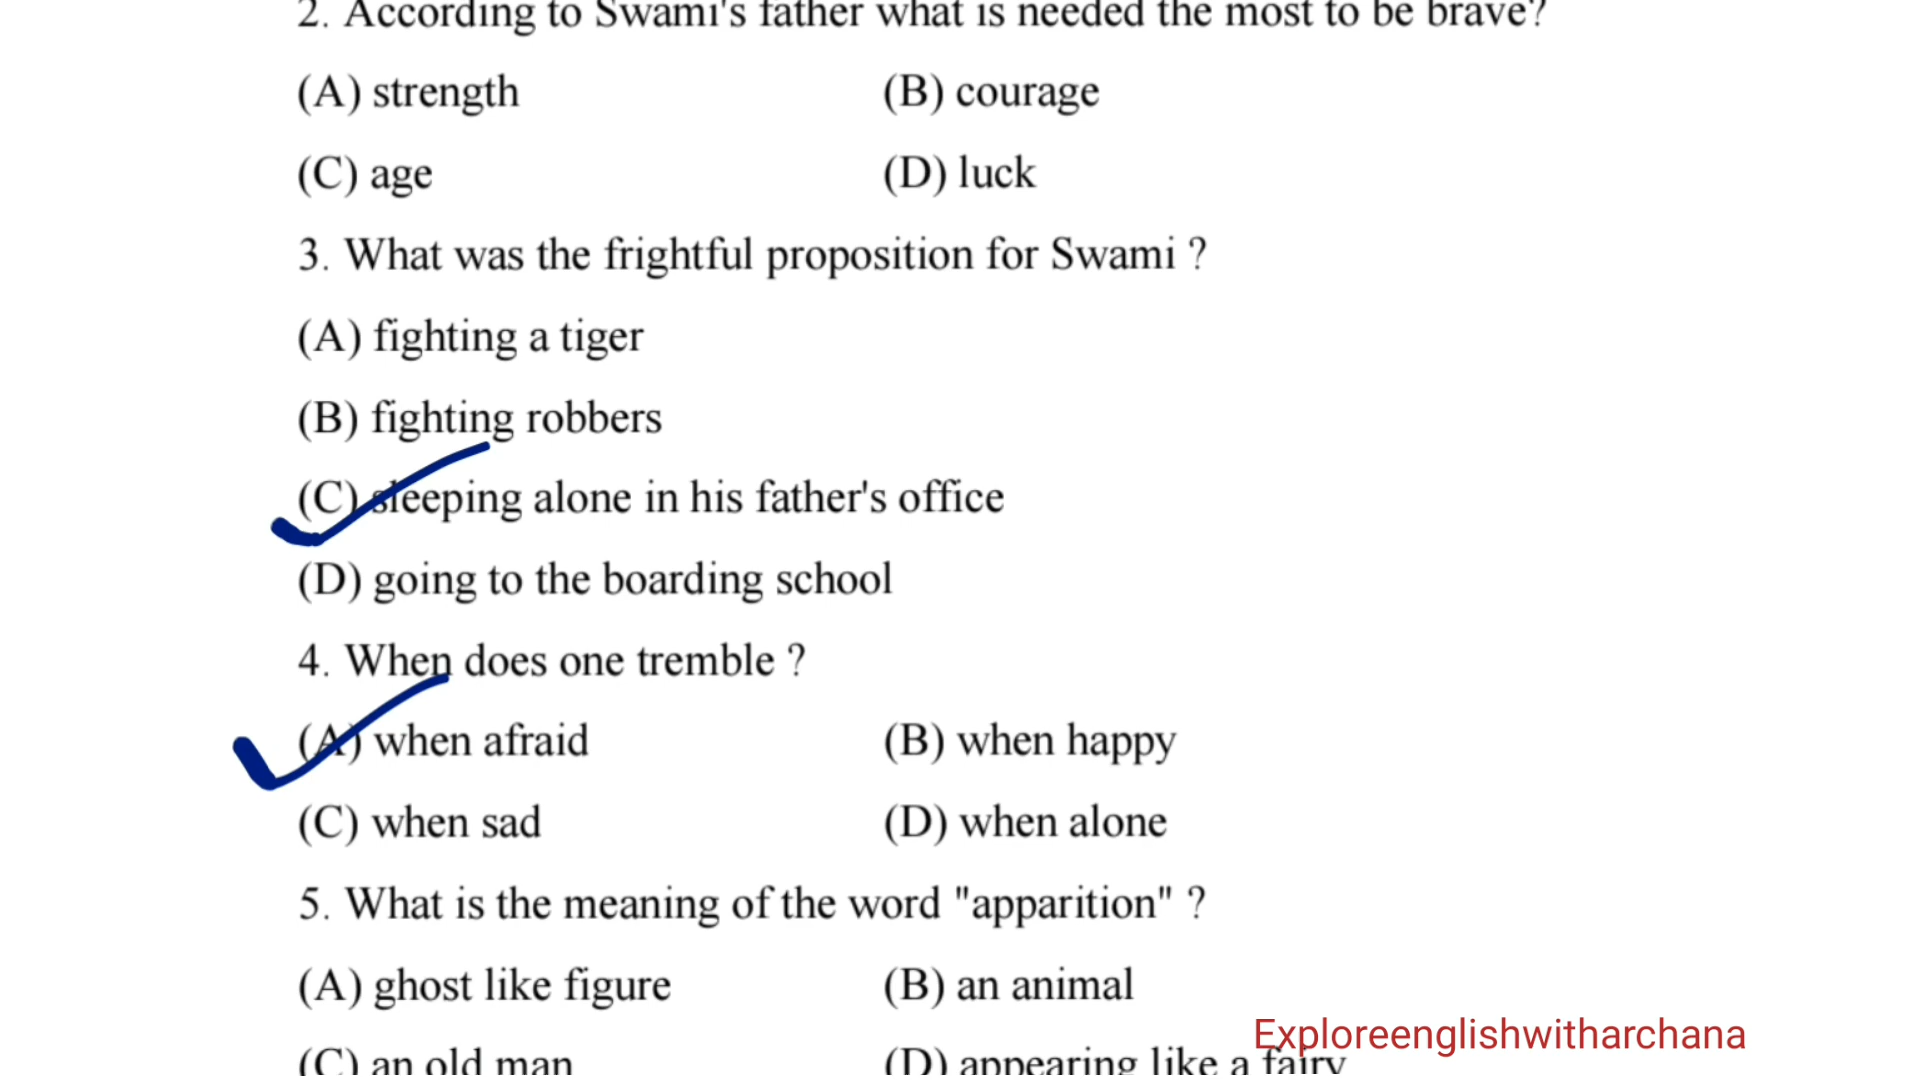 2. According to Swami's father what is needed the most to be brave?
(A) strength (B) courage
(C) age (D) luck
3. What was the frightful proposition for Swami ?
(A) fighting a tiger
(B) fighting robbers
(C) sleeping alone in his father's office
(D) going to the boarding school
4. When does one tremble ?
(A) when afraid (B) when happy
(C) when sad (D) when alone
5. What is the meaning of the word "apparition" ?
(A) ghost like figure (B) an animal
Exploreenglishwitharchana
(C) an old man (D) appearing like a fairy